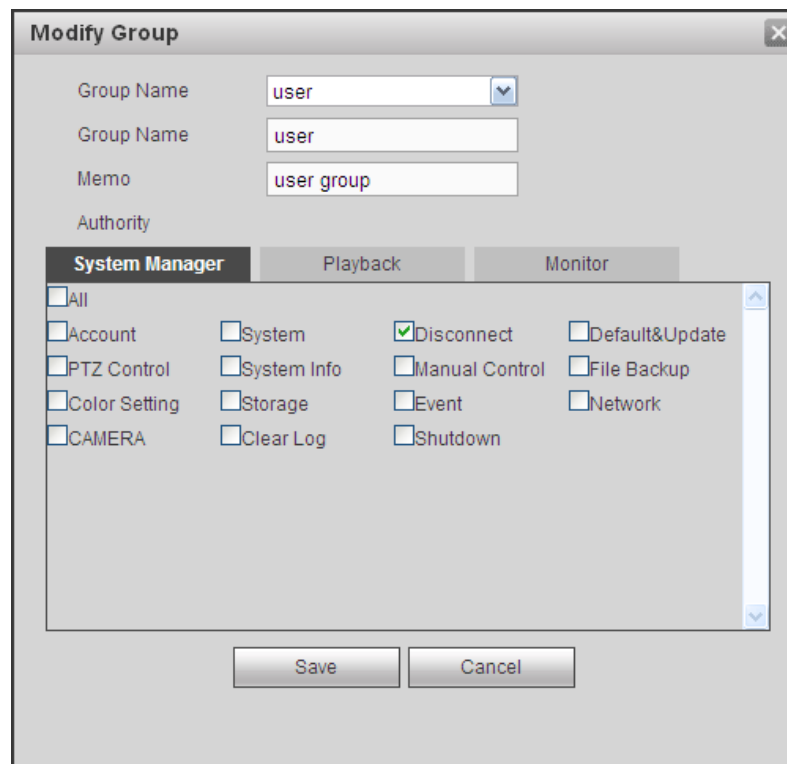 Modify Group
Group Name user
Group Name user
Memo user group
Authority
System Manager Playback Monitor
All
Account System Disconnect Default&Update
PTZ Control System Info Manual Control File Backup
Color Setting Storage Event Network
CAMERA Clear Log Shutdown
Save Cancel